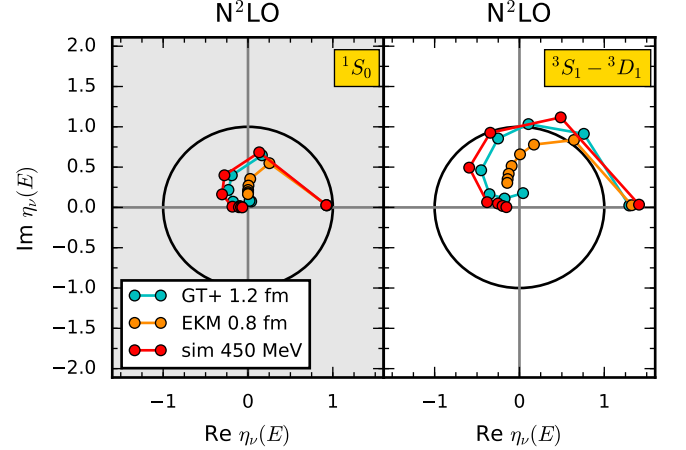 N²LO
N²LO
¹S₀
³S₁ − ³D₁
2.0
1.5
1.0
0.5
0.0
−0.5
−1.0
−1.5
−2.0
Im ην(E)
GT+ 1.2 fm
EKM 0.8 fm
sim 450 MeV
−1 0 1
−1 0 1
Re ην(E)
Re ην(E)